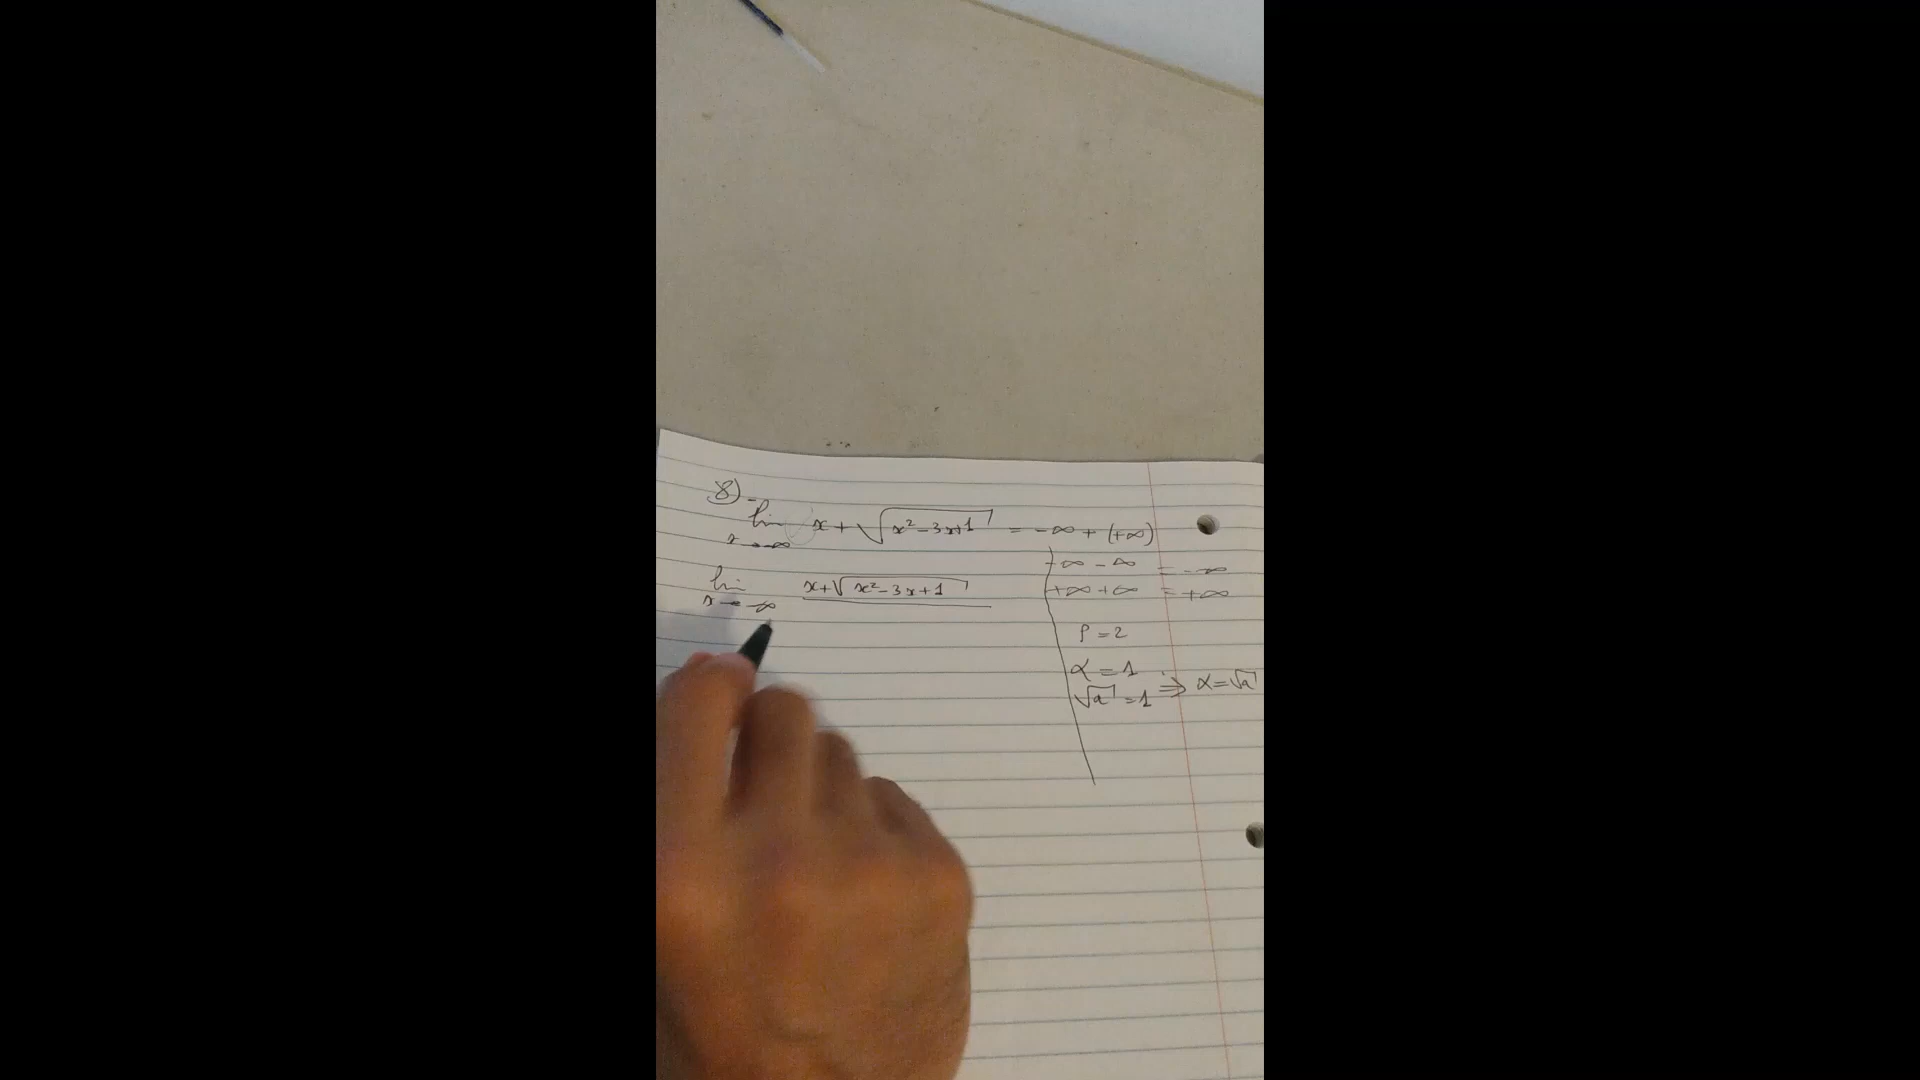 8)
lim x + √(x² - 3x + 1) = -∞ + (+∞)
x → -∞
-∞ - ∞ = -∞
lim x + √(x² - 3x + 1)
x → -∞
+∞ + ∞ = +∞
P = 2
α = 1
√a = 1 ⇒ α = √a